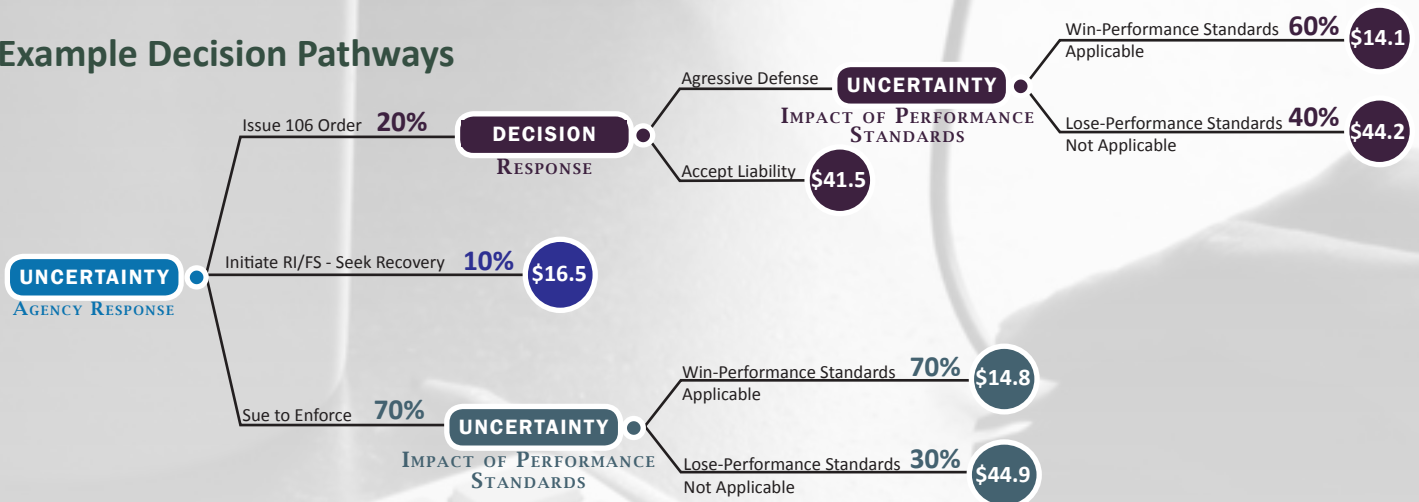 Example Decision Pathways
Win-Performance Standards 60% $14.1
Applicable
Agressive Defense
UNCERTAINTY
IMPACT OF PERFORMANCE
STANDARDS
Lose-Performance Standards 40% $44.2
Not Applicable
Issue 106 Order 20%
DECISION
RESPONSE
Accept Liability $41.5
Initiate RI/FS - Seek Recovery 10% $16.5
UNCERTAINTY
AGENCY RESPONSE
Win-Performance Standards 70% $14.8
Applicable
Sue to Enforce 70%
UNCERTAINTY
IMPACT OF PERFORMANCE
STANDARDS
Lose-Performance Standards 30% $44.9
Not Applicable